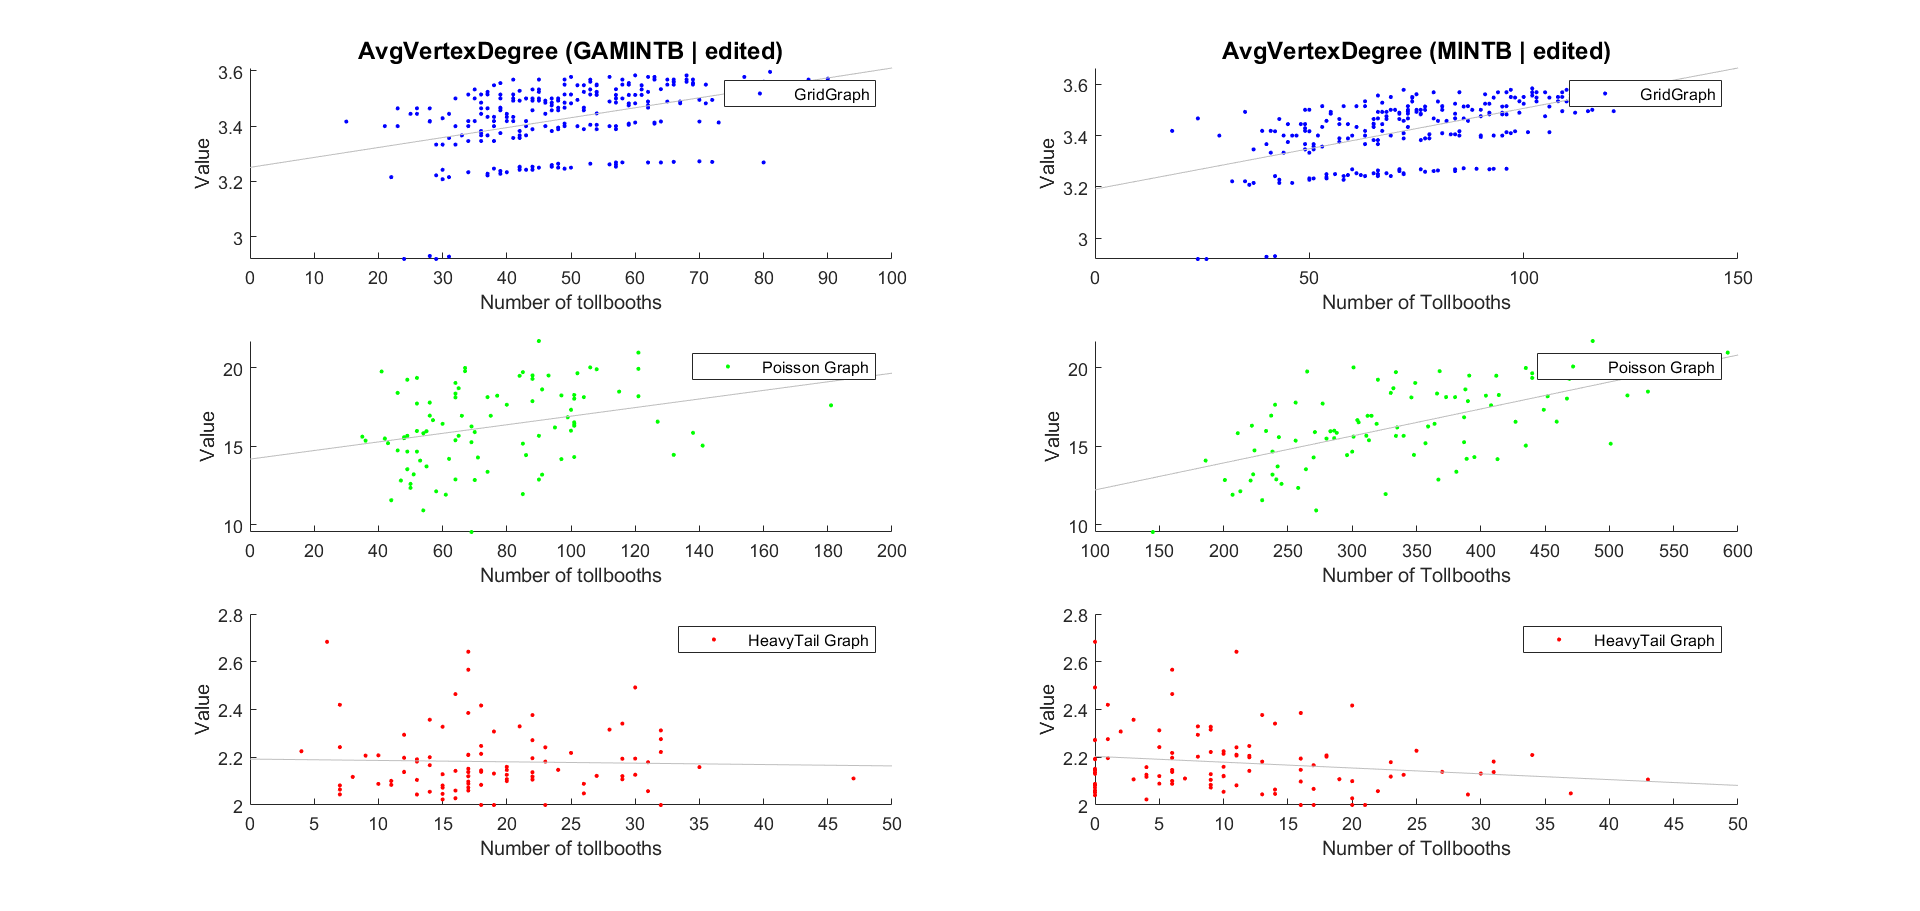 AvgVertexDegree (GAMINTB | edited)
3.6
3.4
3.2
3
Value
GridGraph
0 10 20 30 40 50 60 70 80 90 100
Number of tollbooths
AvgVertexDegree (MINTB | edited)
3.6
3.4
3.2
3
Value
GridGraph
0 50 100 150
Number of Tollbooths
20
15
10
Value
Poisson Graph
0 20 40 60 80 100 120 140 160 180 200
Number of tollbooths
20
15
10
Value
Poisson Graph
100 150 200 250 300 350 400 450 500 550 600
Number of Tollbooths
2.8
2.6
2.4
2.2
2
Value
HeavyTail Graph
0 5 10 15 20 25 30 35 40 45 50
Number of tollbooths
2.8
2.6
2.4
2.2
2
Value
HeavyTail Graph
0 5 10 15 20 25 30 35 40 45 50
Number of Tollbooths